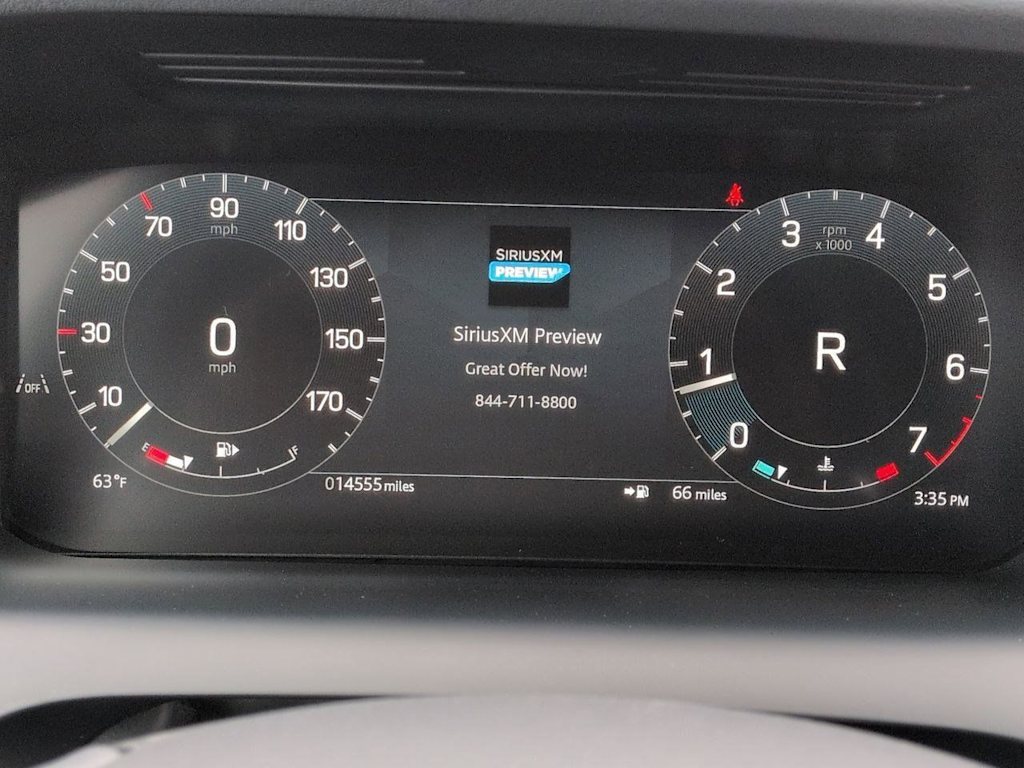 10
30
50
70
90
mph
110
130
150
170
0
mph
E
F
63°F
OFF
SIRIUSXM
PREVIEW
SiriusXM Preview
Great Offer Now!
844-711-8800
014555 miles
66 miles
0
1
2
3
rpm
x 1000
4
5
6
7
R
3:35 PM